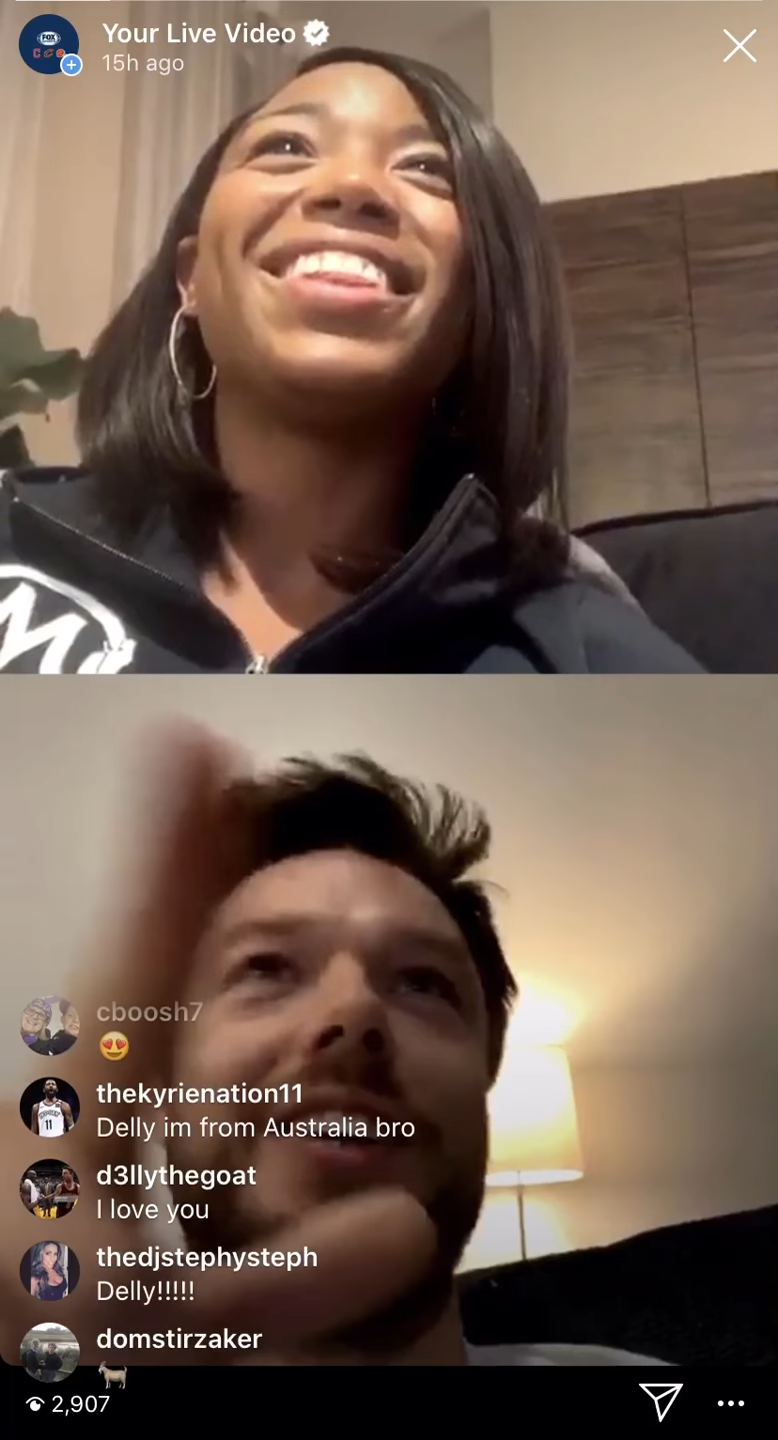 FOX
Your Live Video
15h ago
cboosh7
😍
thekyrienation11
Delly im from Australia bro
d3llythegoat
I love you
thedjstephysteph
Delly!!!!!
domstirzaker
🐐
2,907